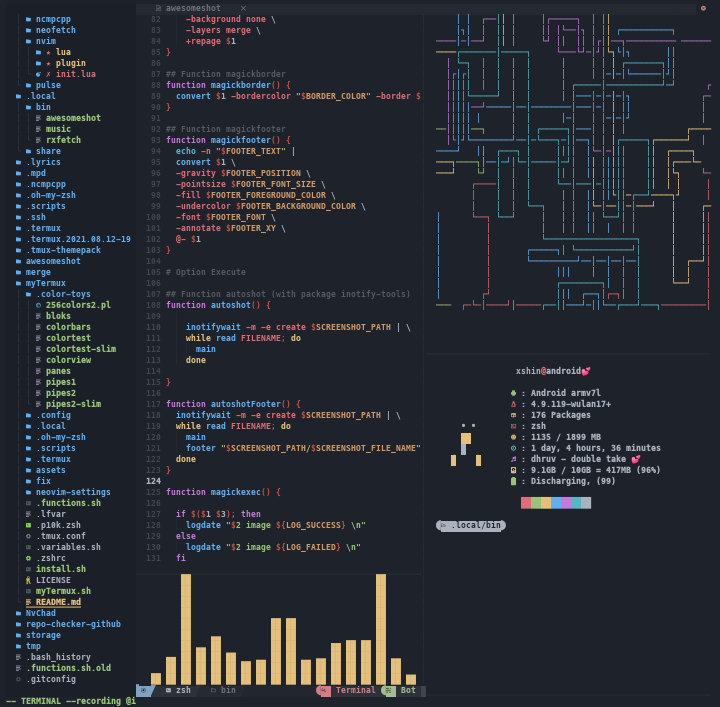 ncmpcpp
neofetch
nvim
★ lua
★ plugin
✗ init.lua
pulse
.local
bin
awesomeshot
music
rxfetch
share
.lyrics
.mpd
.ncmpcpp
.oh-my-zsh
.scripts
.ssh
.termux
.termux.2021.08.12-19
.tmux-themepack
awesomeshot
merge
myTermux
.color-toys
256colors2.pl
bloks
colorbars
colortest
colortest-slim
colorview
panes
pipes1
pipes2
pipes2-slim
.config
.local
.oh-my-zsh
.scripts
.termux
assets
fix
neovim-settings
.functions.sh
.lfvar
.p10k.zsh
.tmux.conf
.variables.sh
.zshrc
install.sh
LICENSE
myTermux.sh
README.md
NvChad
repo-checker-github
storage
tmp
.bash_history
.functions.sh.old
.gitconfig
-- TERMINAL --recording @i
awesomeshot ×
82 -background none \
83 -layers merge \
84 +repage $1
85 }
86
87 ## Function magickborder
88 function magickborder() {
89 convert $1 -bordercolor "$BORDER_COLOR" -border $
90 }
91
92 ## Function magickfooter
93 function magickfooter() {
94 echo -n "$FOOTER_TEXT" |
95 convert $1 \
96 -gravity $FOOTER_POSITION \
97 -pointsize $FOOTER_FONT_SIZE \
98 -fill $FOOTER_FOREGROUND_COLOR \
99 -undercolor $FOOTER_BACKGROUND_COLOR \
100 -font $FOOTER_FONT \
101 -annotate $FOOTER_XY \
102 @- $1
103 }
104
105 # Option Execute
106
107 ## Function autoshot (with package inotify-tools)
108 function autoshot() {
109
110 inotifywait -m -e create $SCREENSHOT_PATH | \
111 while read FILENAME; do
112 main
113 done
114
115 }
116
117 function autoshotFooter() {
118 inotifywait -m -e create $SCREENSHOT_PATH | \
119 while read FILENAME; do
120 main
121 footer "$SCREENSHOT_PATH/$SCREENSHOT_FILE_NAME"
122 done
123 }
124
125 function magickexec() {
126
127 if $($1 $3); then
128 logdate "$2 image ${LOG_SUCCESS} \n"
129 else
130 logdate "$2 image ${LOG_FAILED} \n"
131 fi
zsh bin Terminal Bot
xshin@android💕
: Android armv7l
: 4.9.119-wulan17+
: 176 Packages
: zsh
: 1135 / 1899 MB
: 1 day, 4 hours, 36 minutes
: dhruv - double take 💕
: 9.1GB / 10GB = 417MB (96%)
: Discharging, (99)
.local/bin